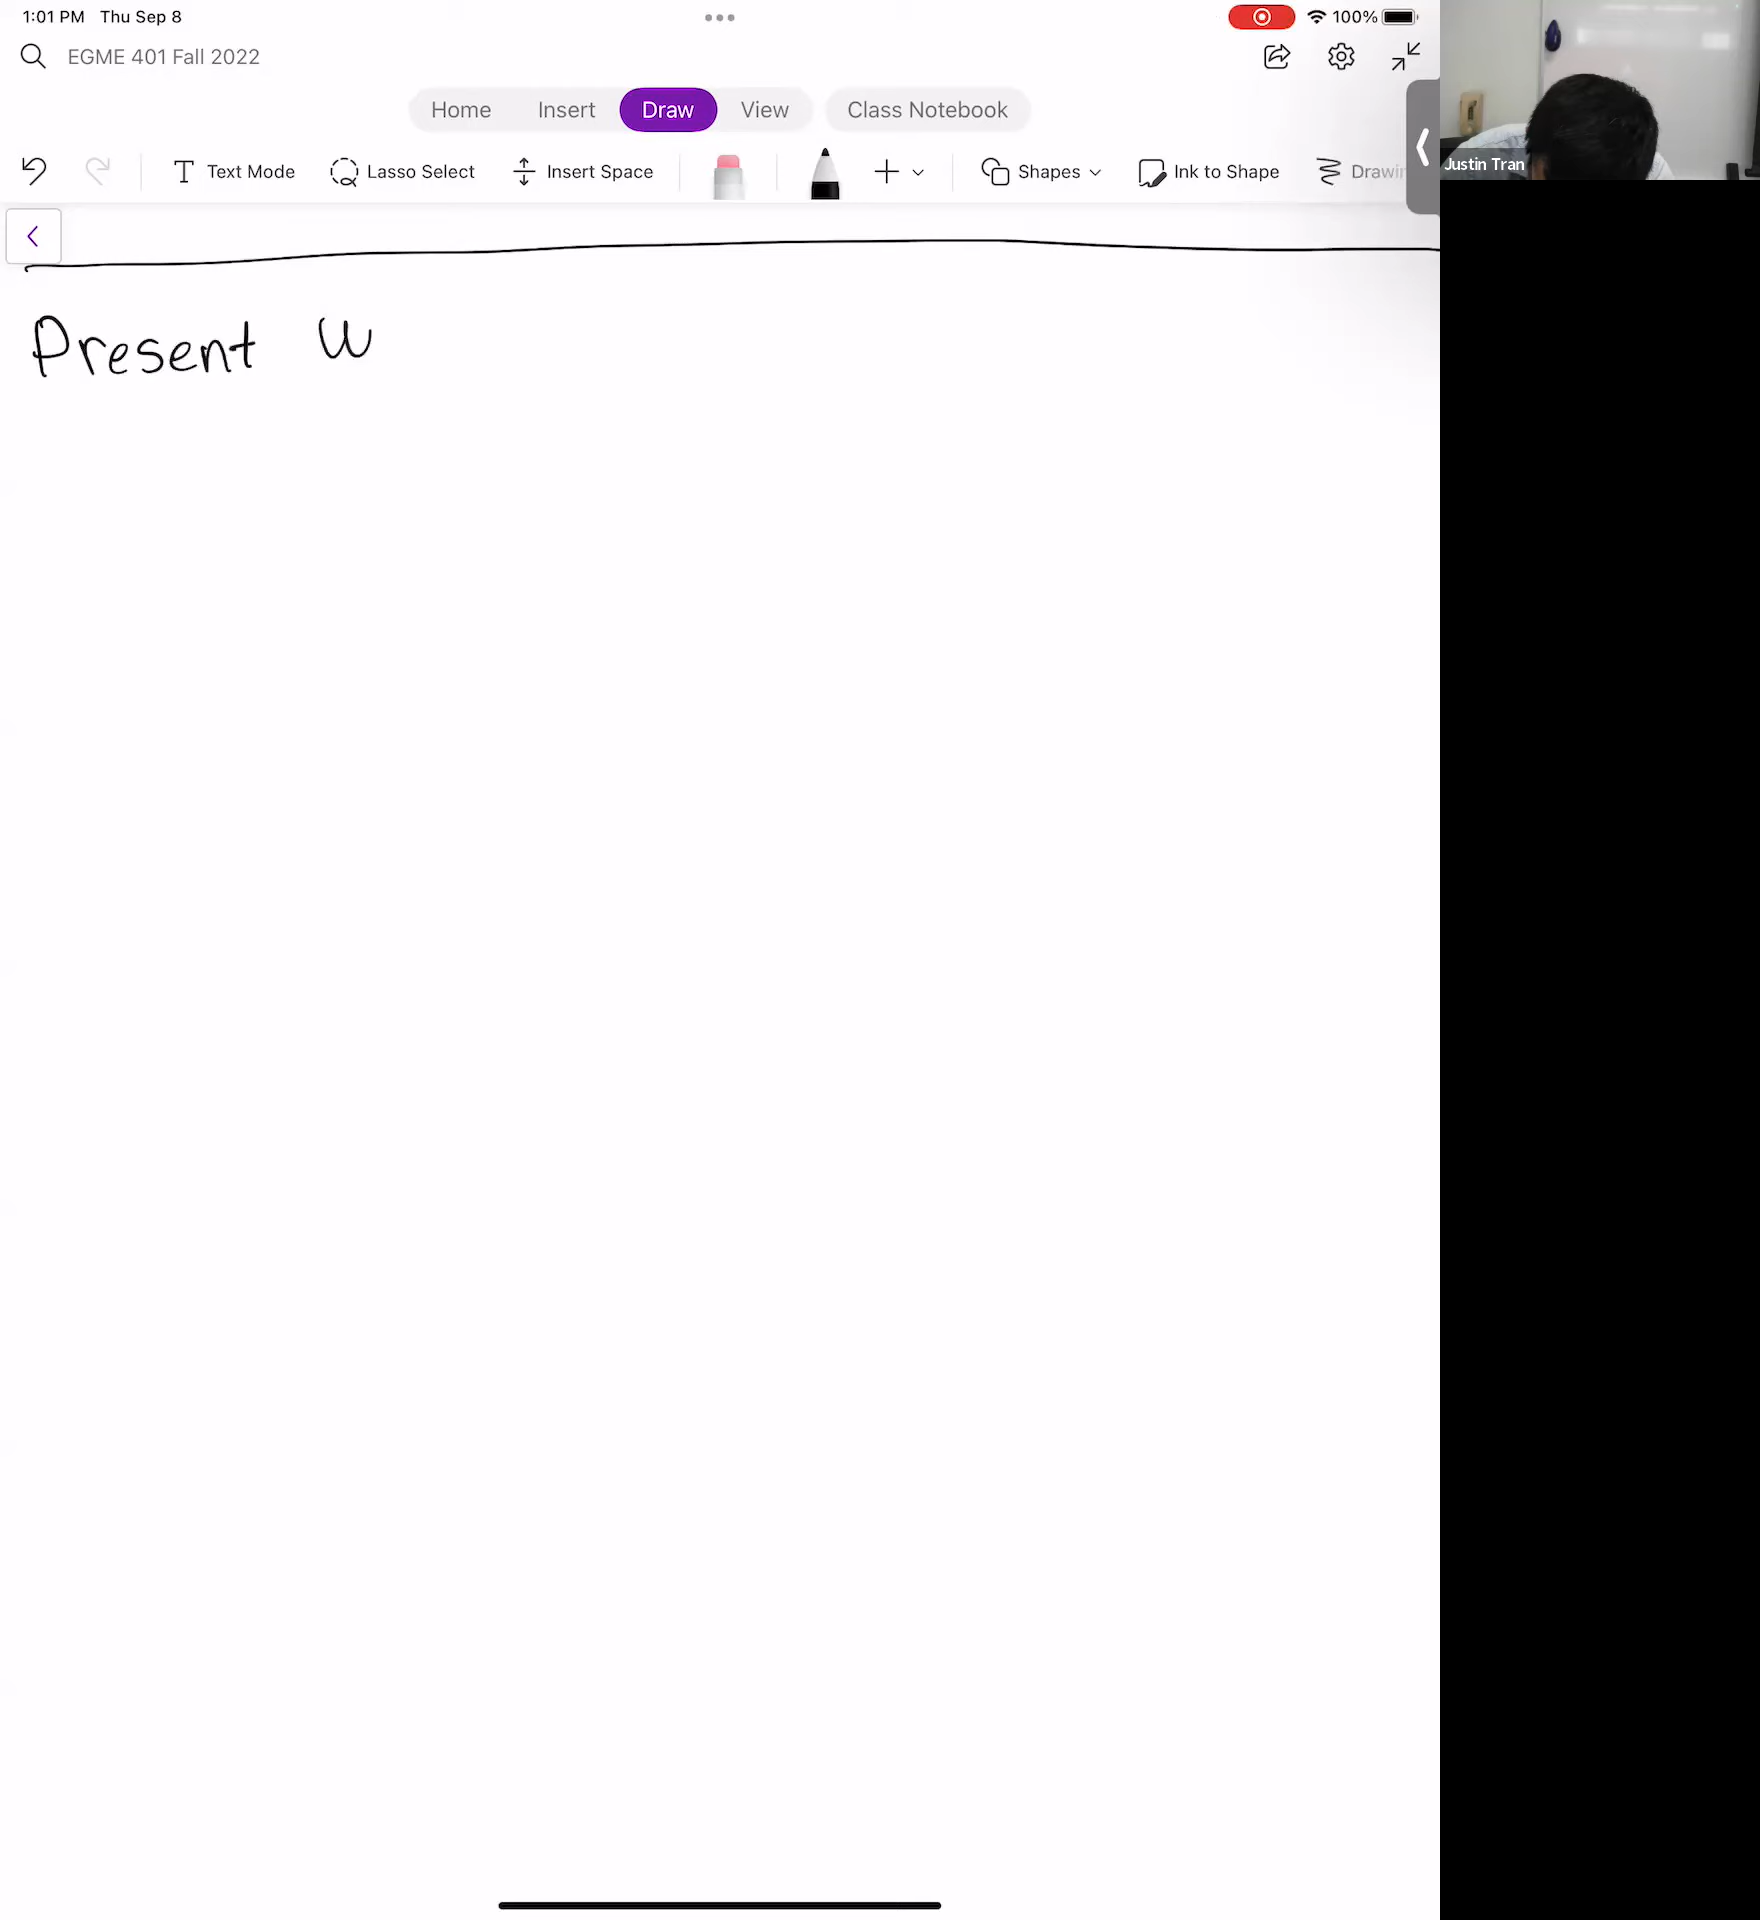 1:01 PM Thu Sep 8 100%
EGME 401 Fall 2022
Home Insert Draw View Class Notebook
Text Mode Lasso Select Insert Space Shapes Ink to Shape Drawi
Justin Tran
Present W